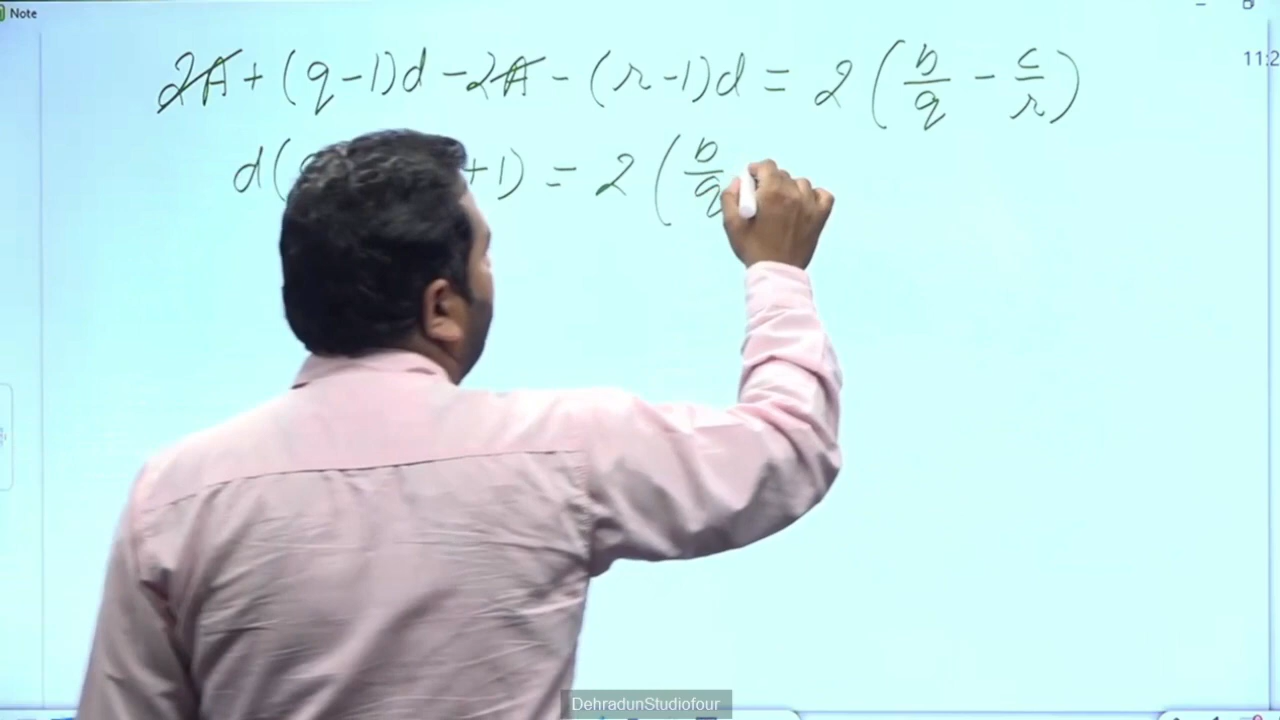 Note
11:2
2A + (q-1)d - 2A - (r-1)d = 2(b/q - c/r)
d( +1) = 2(b/q
DehradunStudiofour